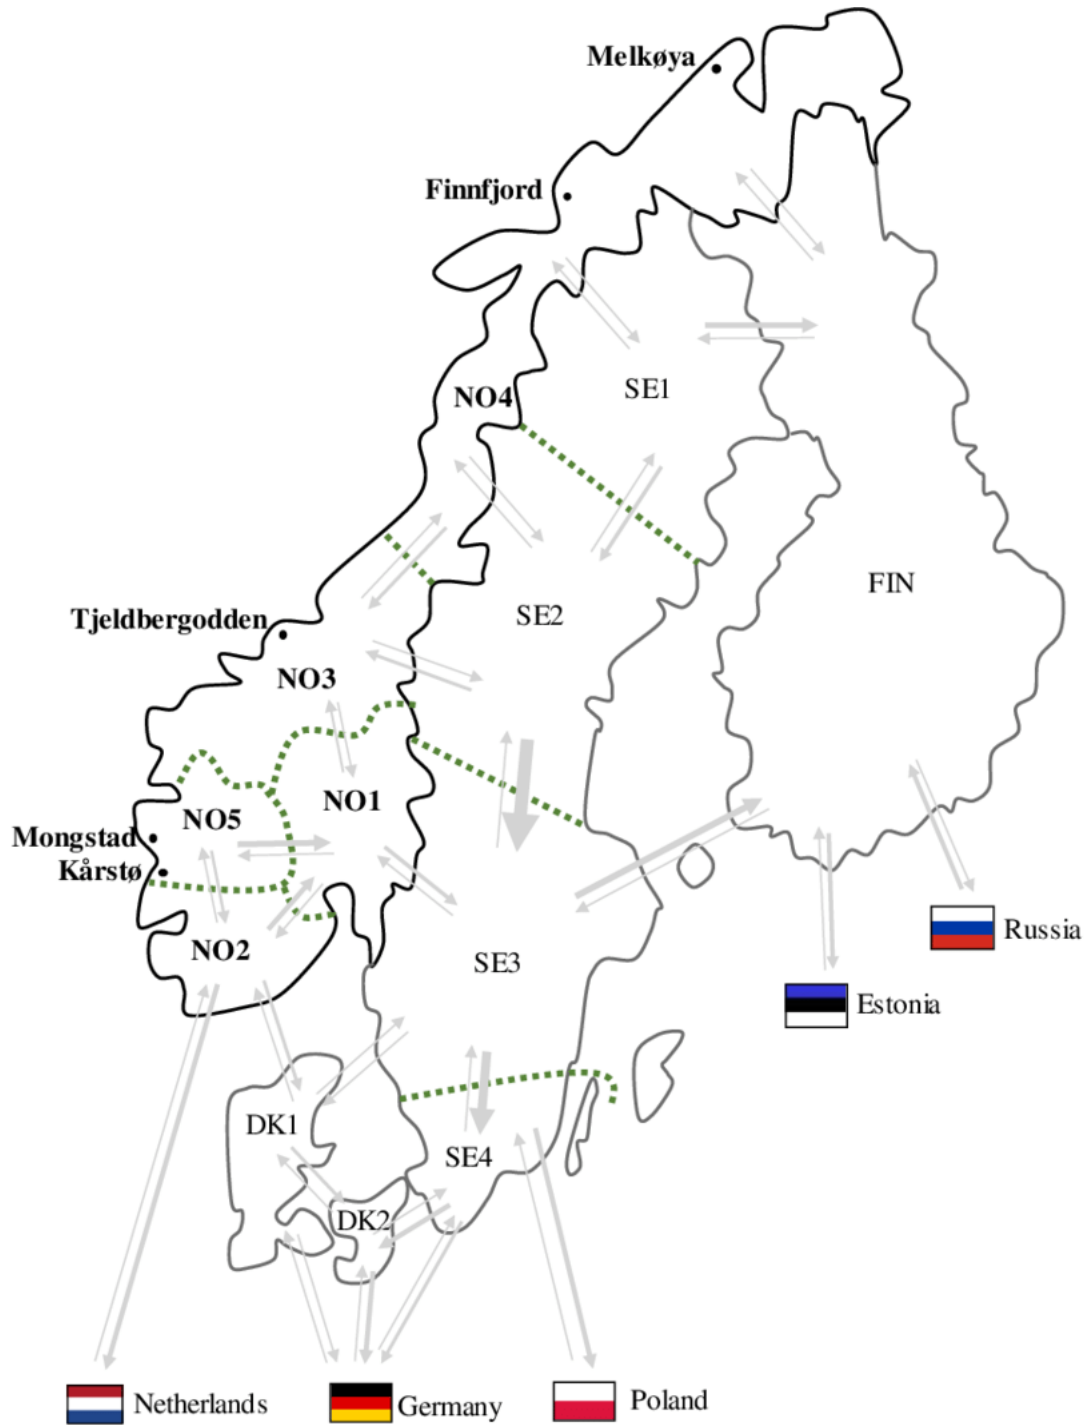 Melkøya
Finnfjord
NO4
SE1
FIN
SE2
Tjeldbergodden
NO3
NO1
NO5
Mongstad
Kårstø
NO2
SE3
Russia
Estonia
DK1
SE4
DK2
Netherlands
Germany
Poland